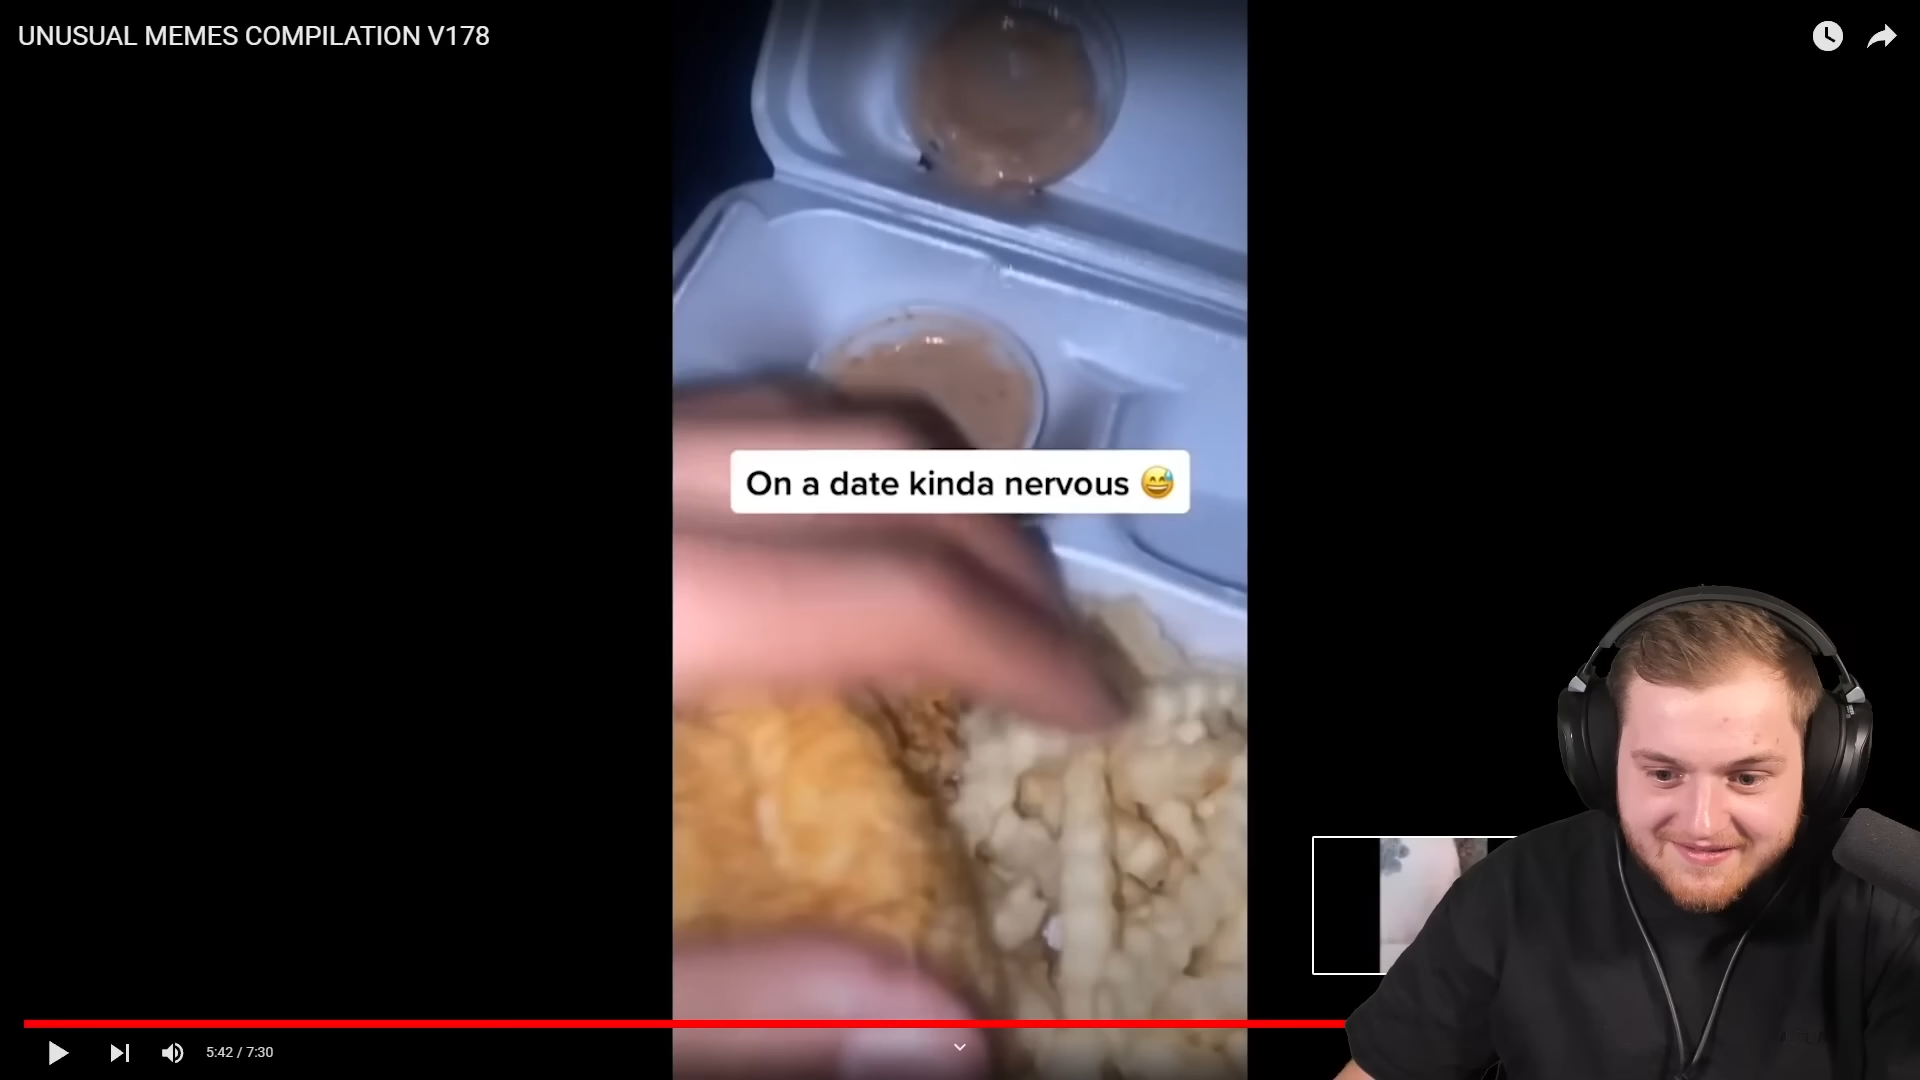 UNUSUAL MEMES COMPILATION V178
On a date kinda nervous 😅
5:42 / 7:30